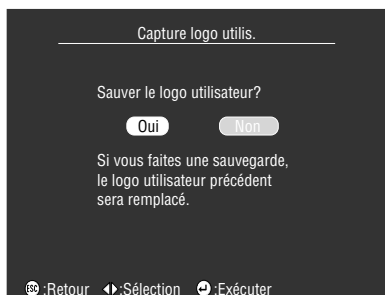 Capture logo utilis.
Sauver le logo utilisateur?
Oui Non
Si vous faites une sauvegarde,
le logo utilisateur précédent
sera remplacé.
ESC :Retour :Sélection :Exécuter